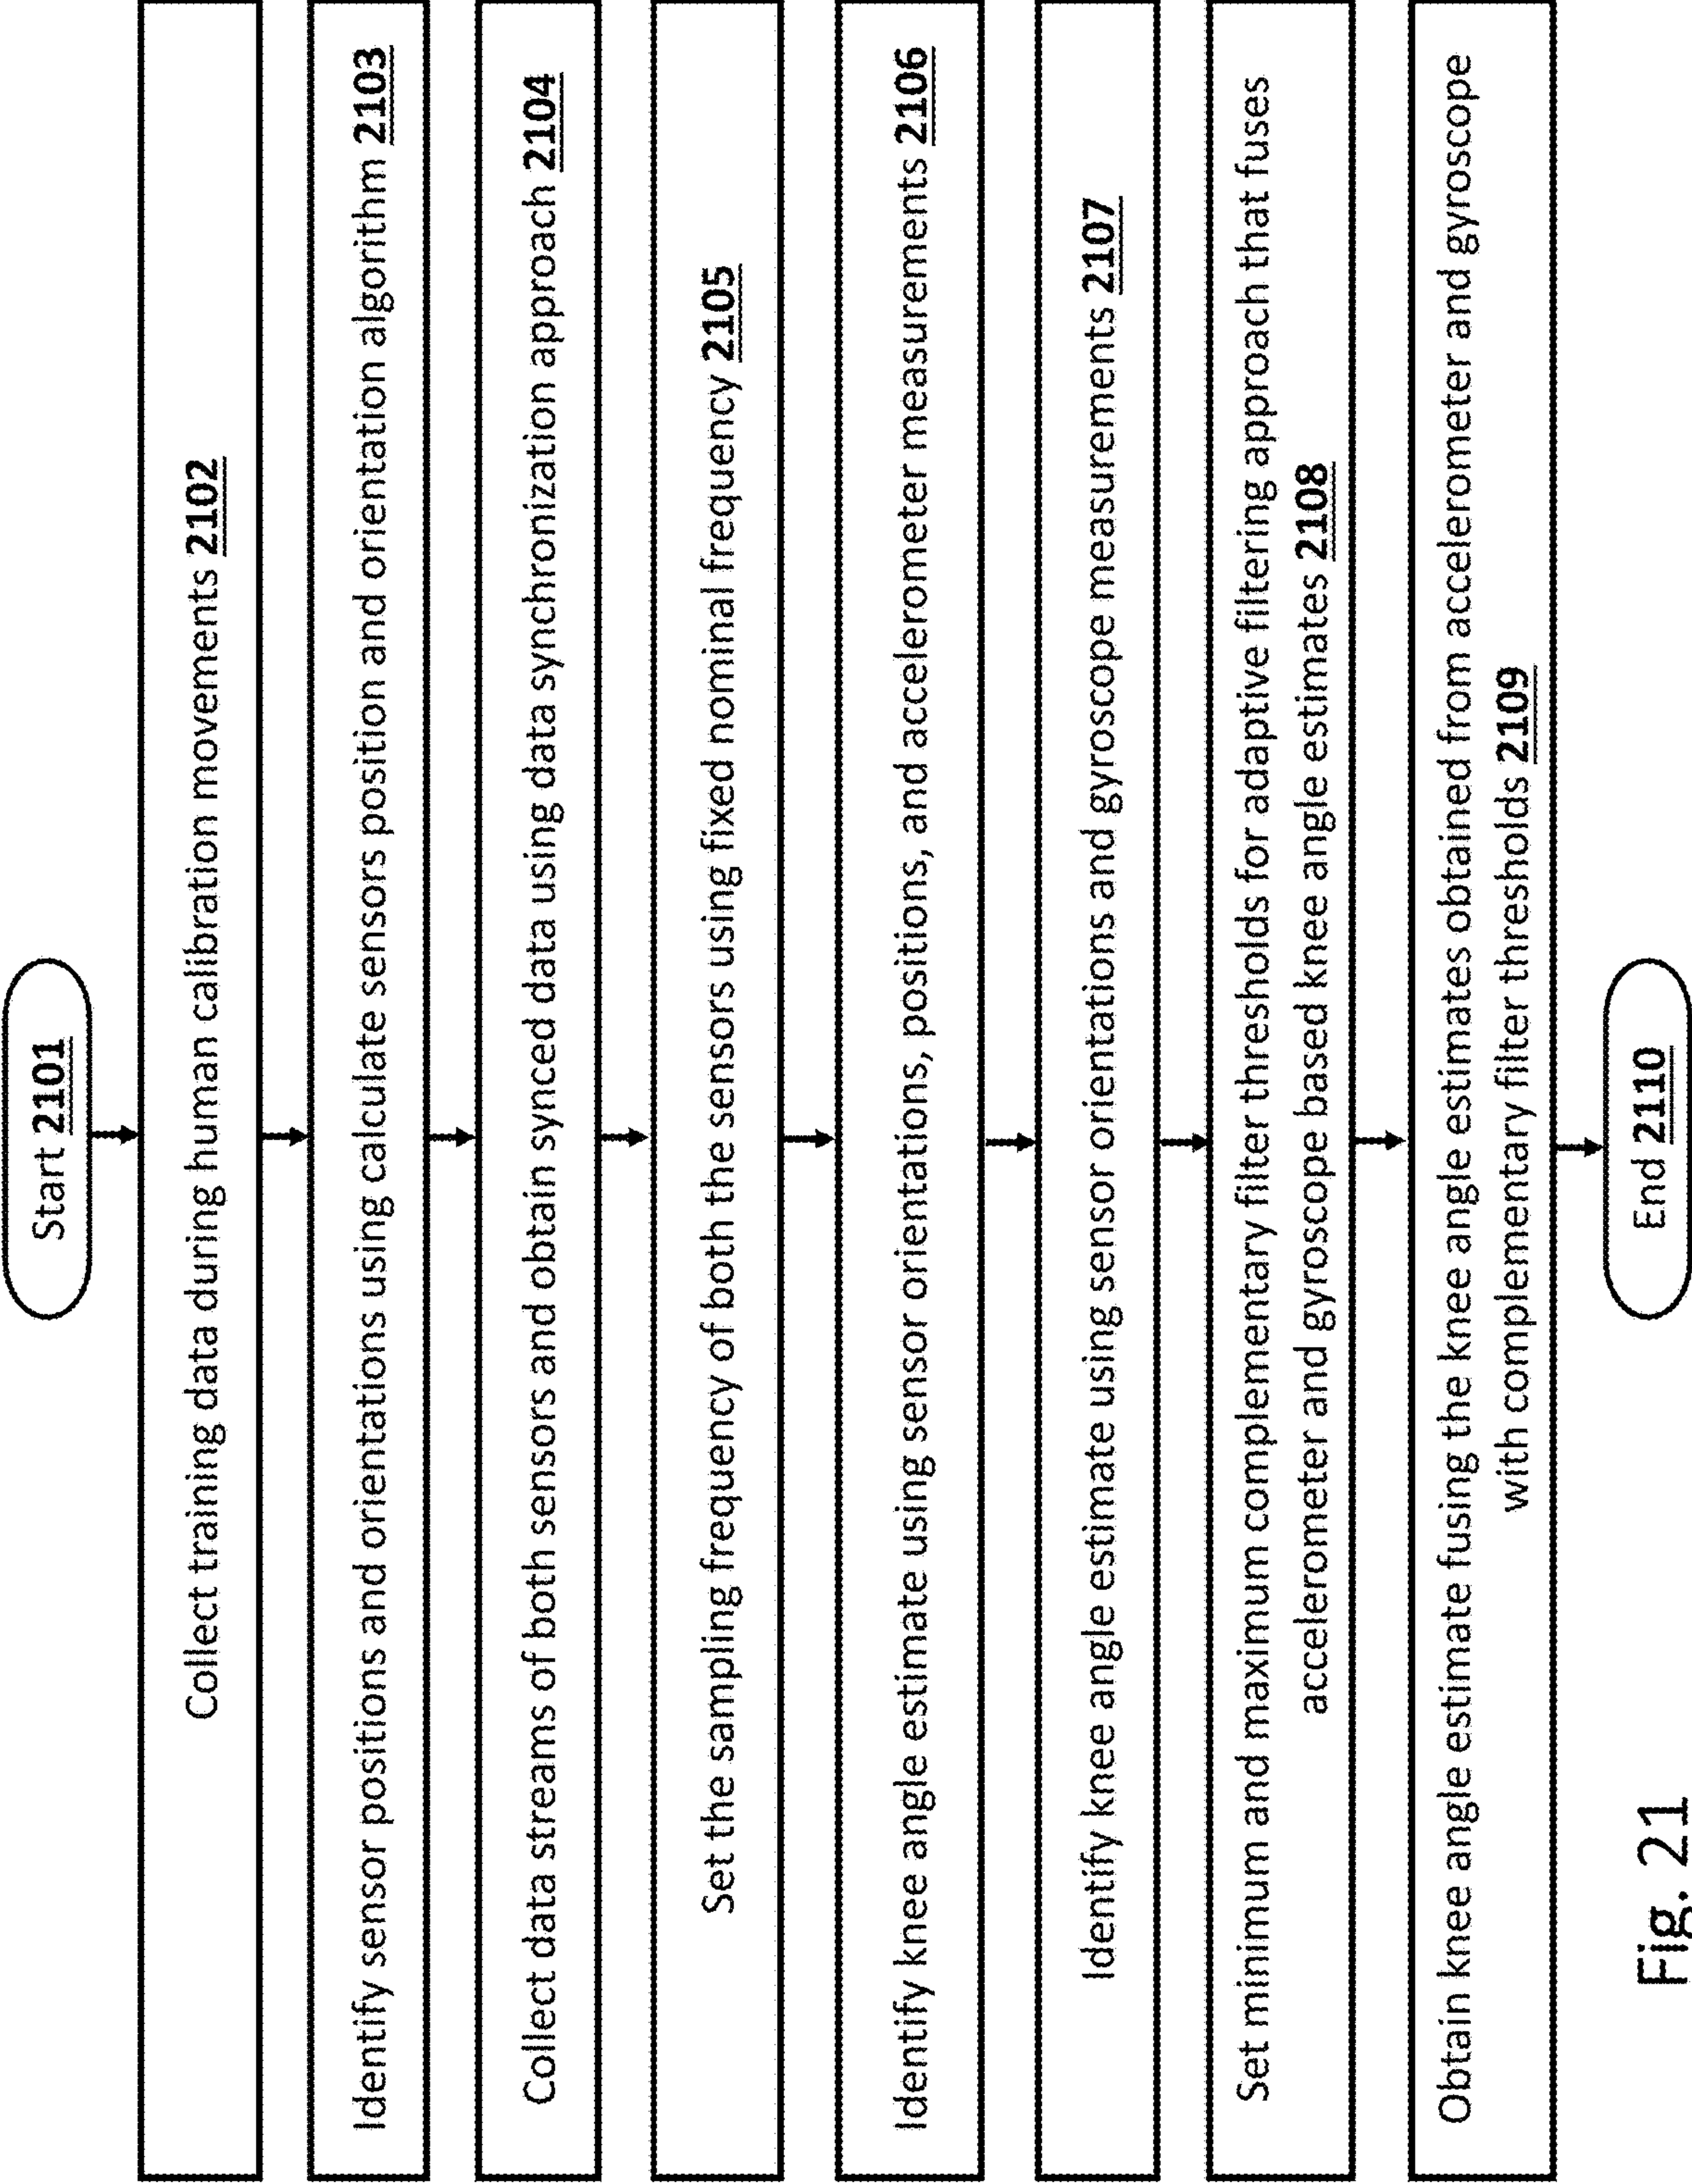 Start 2101
Collect training data during human calibration movements 2102
Identify sensor positions and orientations using calculate sensors position and orientation algorithm 2103
Collect data streams of both sensors and obtain synced data using data synchronization approach 2104
Set the sampling frequency of both the sensors using fixed nominal frequency 2105
Identify knee angle estimate using sensor orientations, positions, and accelerometer measurements 2106
Identify knee angle estimate using sensor orientations and gyroscope measurements 2107
Set minimum and maximum complementary filter thresholds for adaptive filtering approach that fuses
accelerometer and gyroscope based knee angle estimates 2108
Obtain knee angle estimate fusing the knee angle estimates obtained from accelerometer and gyroscope
with complementary filter thresholds 2109
End 2110
Fig. 21